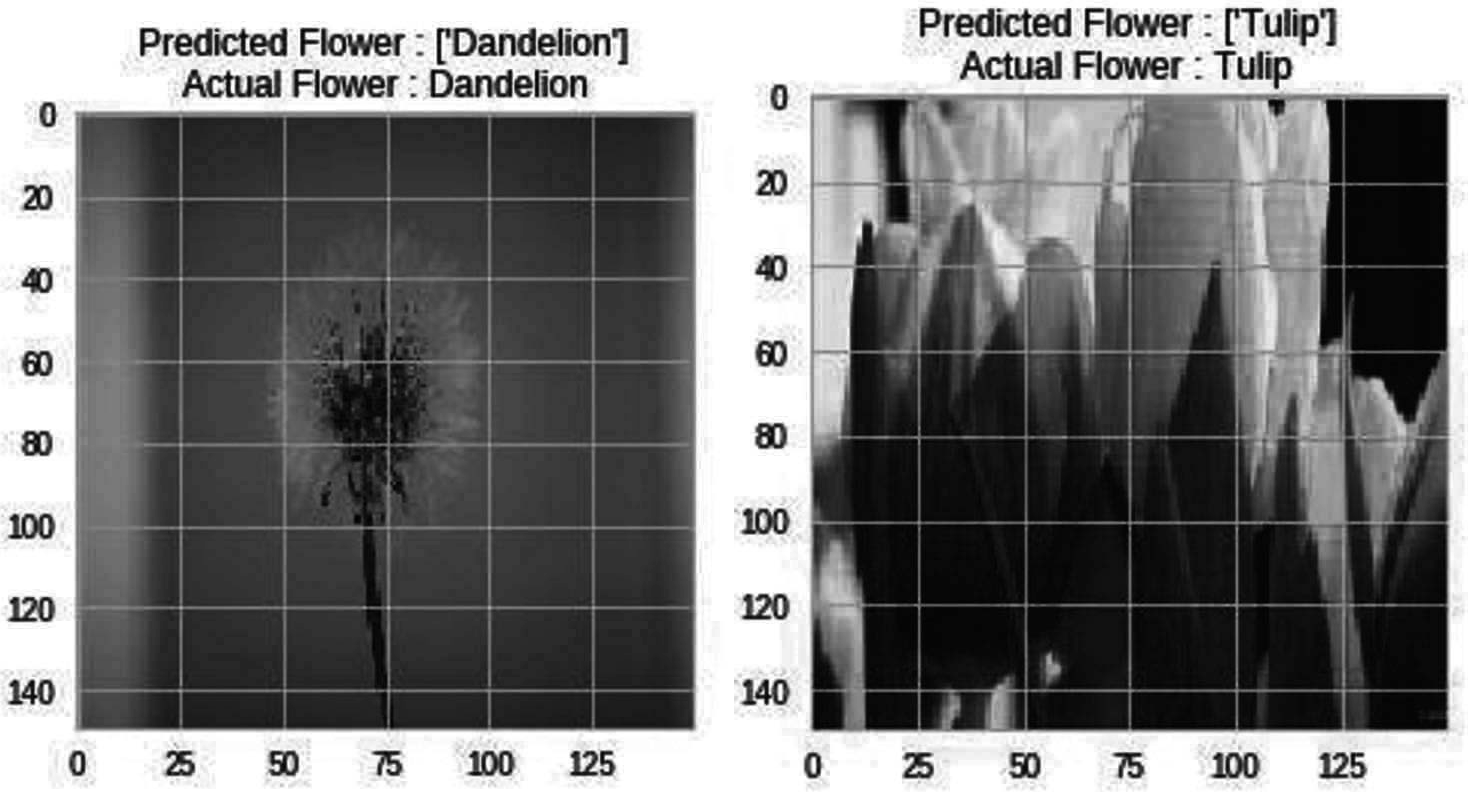 Predicted Flower : ['Dandelion']
Actual Flower : Dandelion
0
20
40
60
80
100
120
140
0 25 50 75 100 125
Predicted Flower : ['Tulip']
Actual Flower : Tulip
0
20
40
60
80
100
120
140
0 25 50 75 100 125